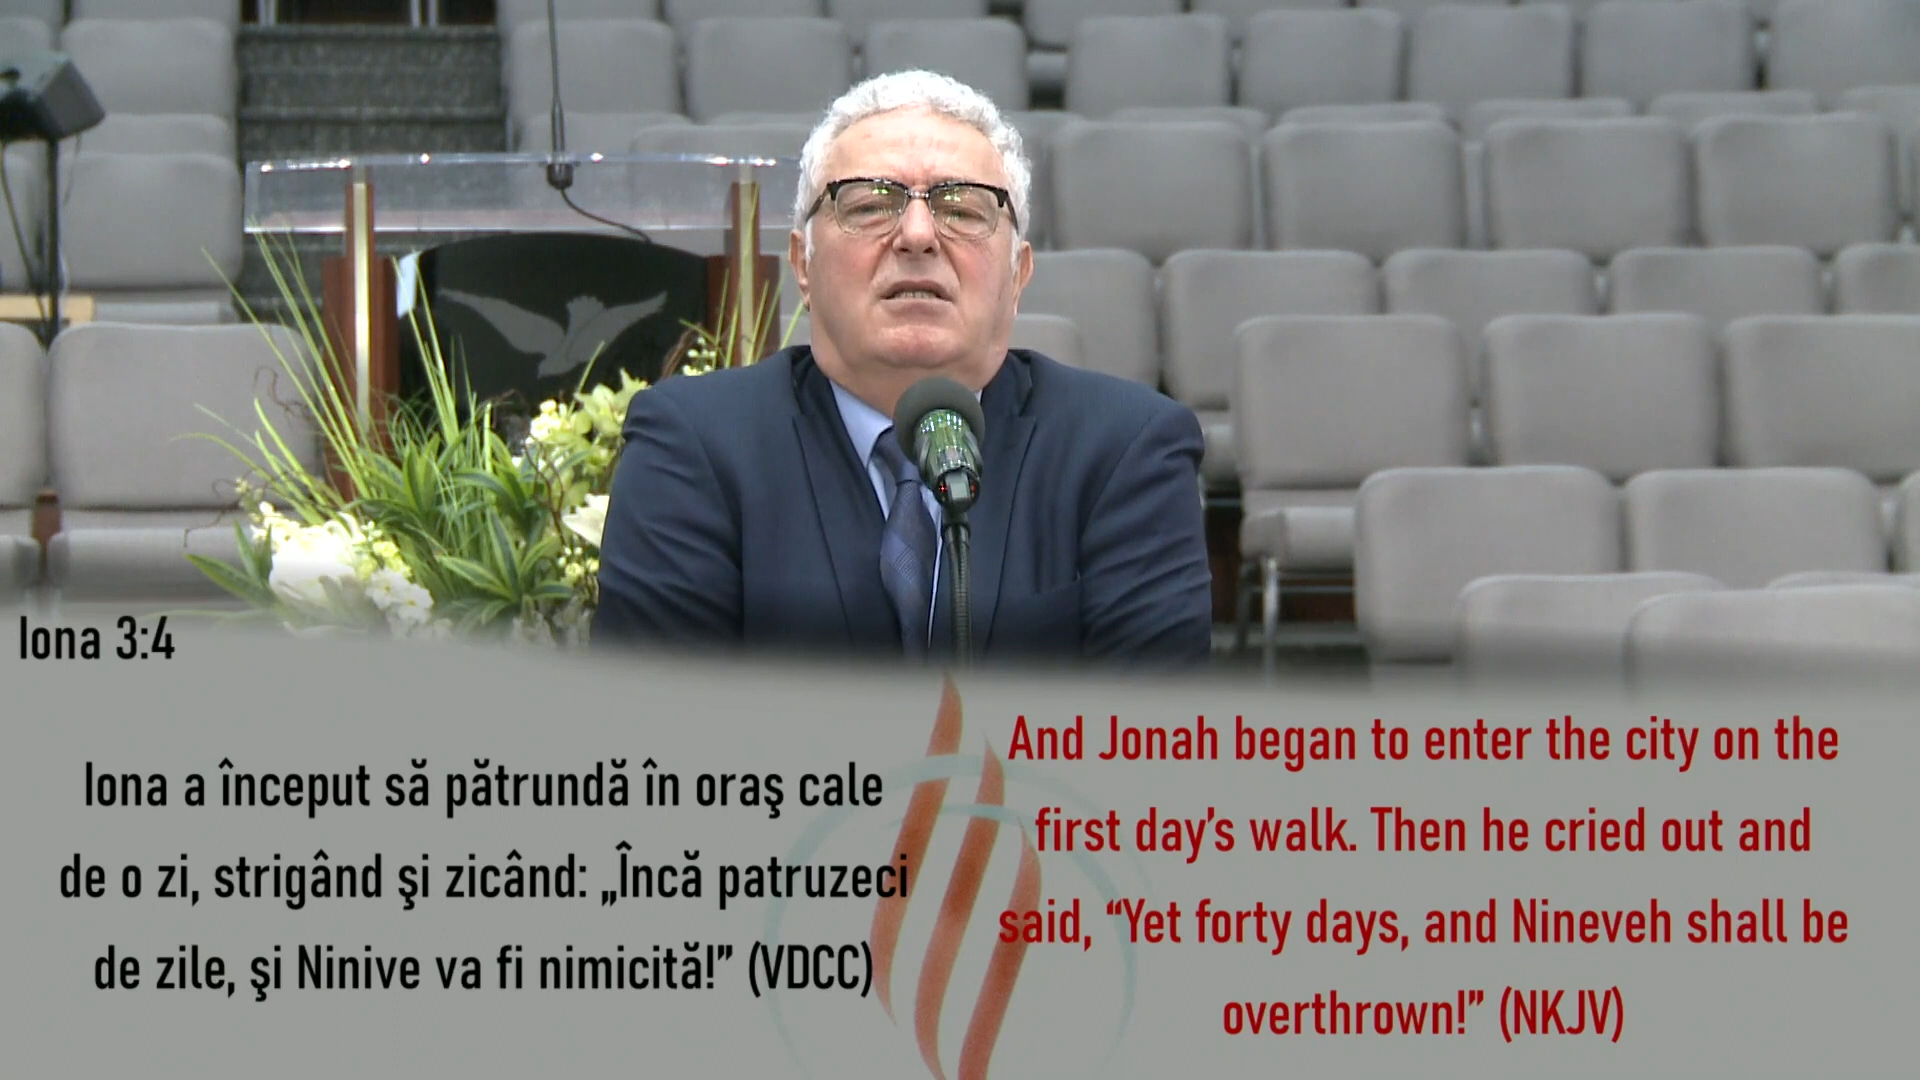 Iona 3:4
Iona a început să pătrundă în oraş cale
de o zi, strigând şi zicând: „Încă patruzeci
de zile, şi Ninive va fi nimicită!” (VDCC)
And Jonah began to enter the city on the
first day’s walk. Then he cried out and
said, “Yet forty days, and Nineveh shall be
overthrown!” (NKJV)